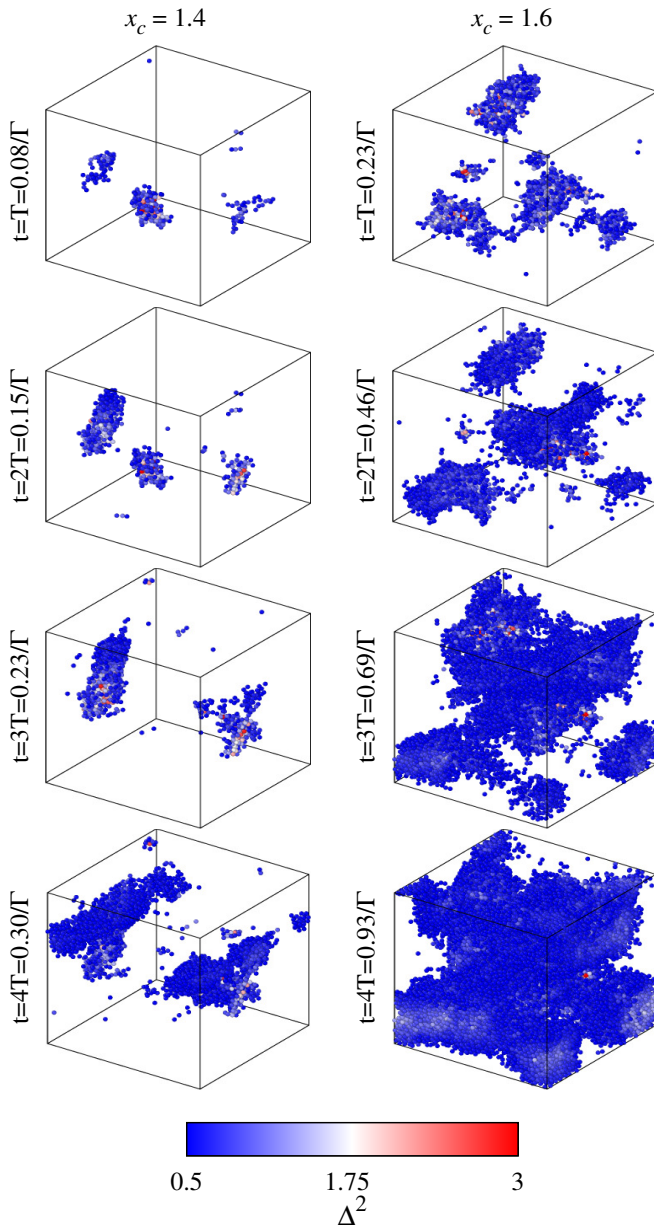 x_c = 1.4
x_c = 1.6
t=T=0.08/Γ
t=T=0.23/Γ
t=2T=0.15/Γ
t=2T=0.46/Γ
t=3T=0.23/Γ
t=3T=0.69/Γ
t=4T=0.30/Γ
t=4T=0.93/Γ
0.5 1.75 3
Δ²